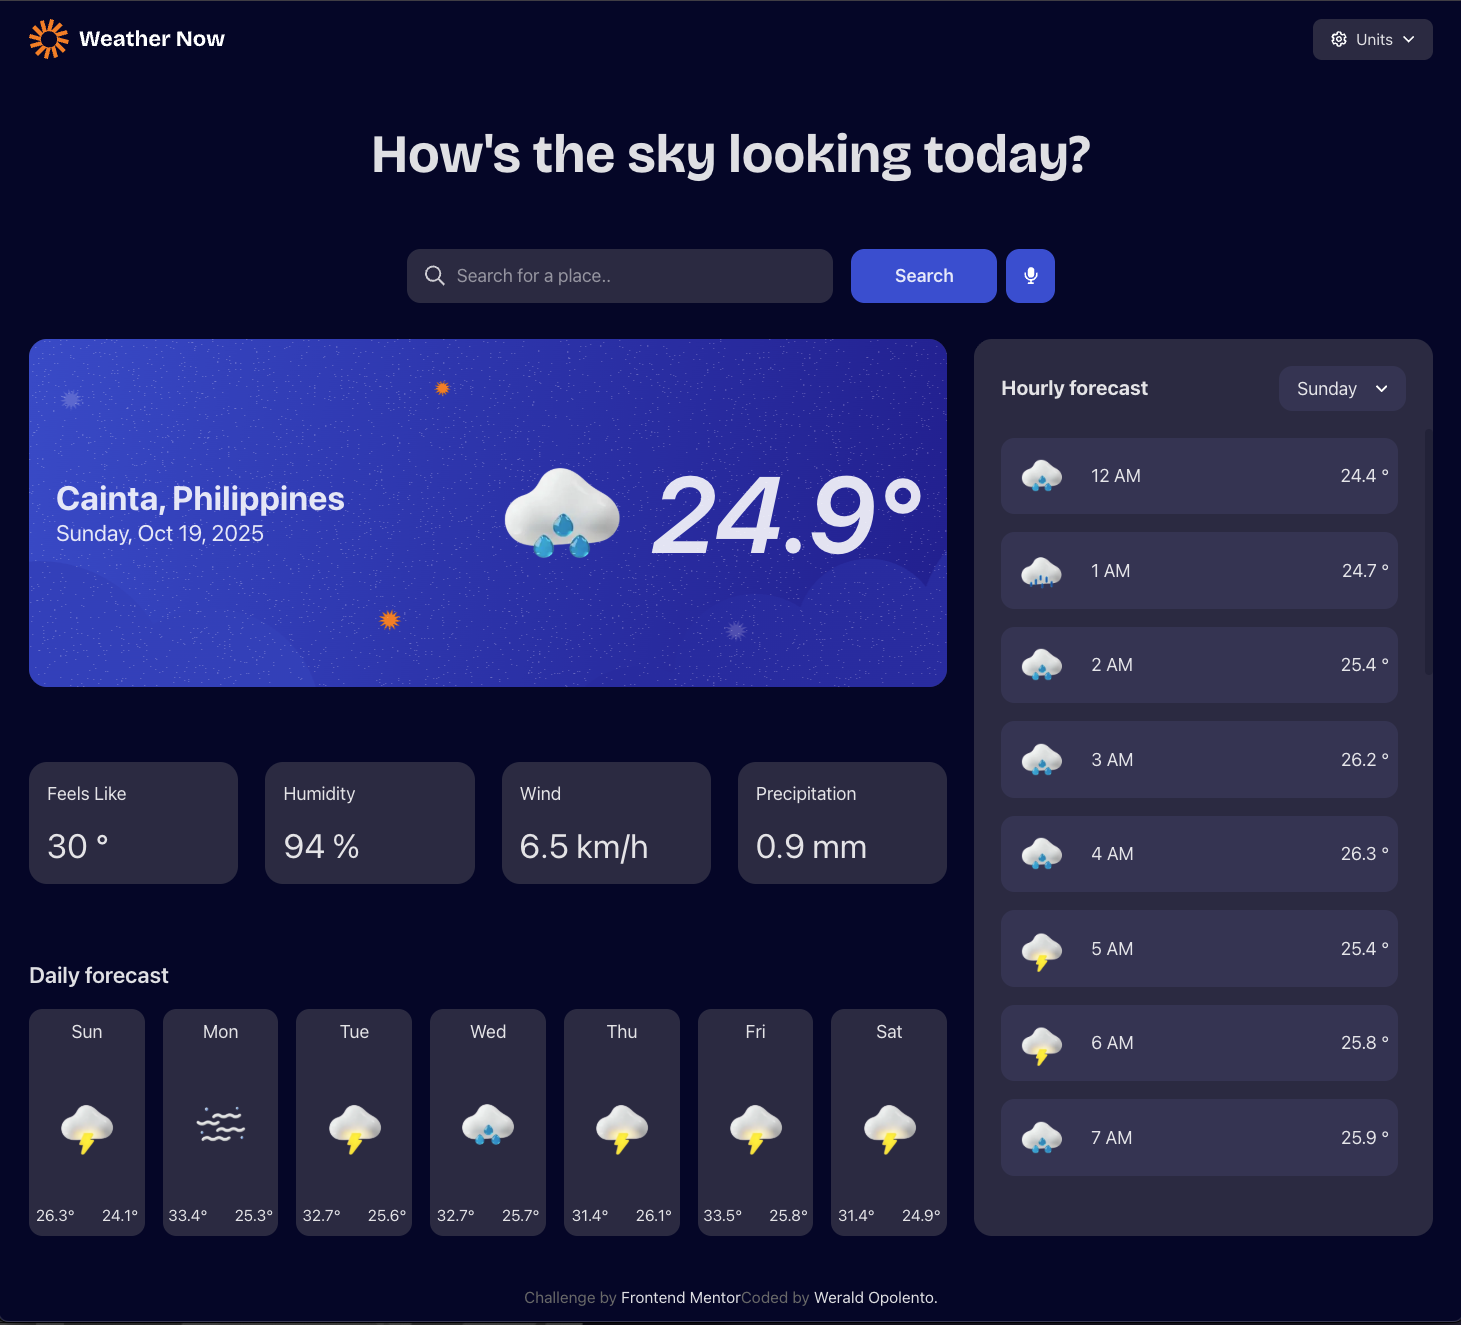 Weather Now
Units
How's the sky looking today?
Search for a place..
Search
Cainta, Philippines
Sunday, Oct 19, 2025
24.9°
Feels Like
30 °
Humidity
94 %
Wind
6.5 km/h
Precipitation
0.9 mm
Daily forecast
Sun
26.3° 24.1°
Mon
33.4° 25.3°
Tue
32.7° 25.6°
Wed
32.7° 25.7°
Thu
31.4° 26.1°
Fri
33.5° 25.8°
Sat
31.4° 24.9°
Hourly forecast
Sunday
12 AM 24.4 °
1 AM 24.7 °
2 AM 25.4 °
3 AM 26.2 °
4 AM 26.3 °
5 AM 25.4 °
6 AM 25.8 °
7 AM 25.9 °
Challenge by Frontend MentorCoded by Werald Opolento.